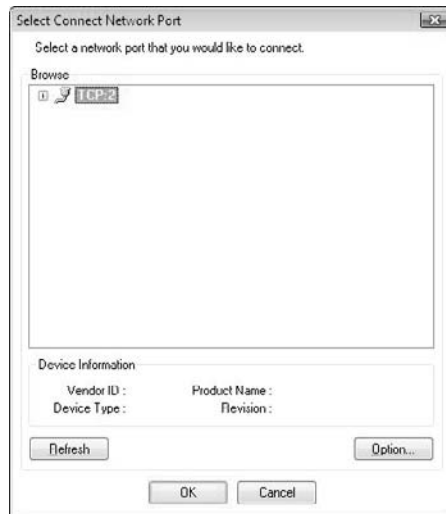 Select Connect Network Port
Select a network port that you would like to connect.
Browse
TCP:2
Device Information
Vendor ID :
Product Name :
Device Type :
Revision :
Refresh
Option...
OK
Cancel